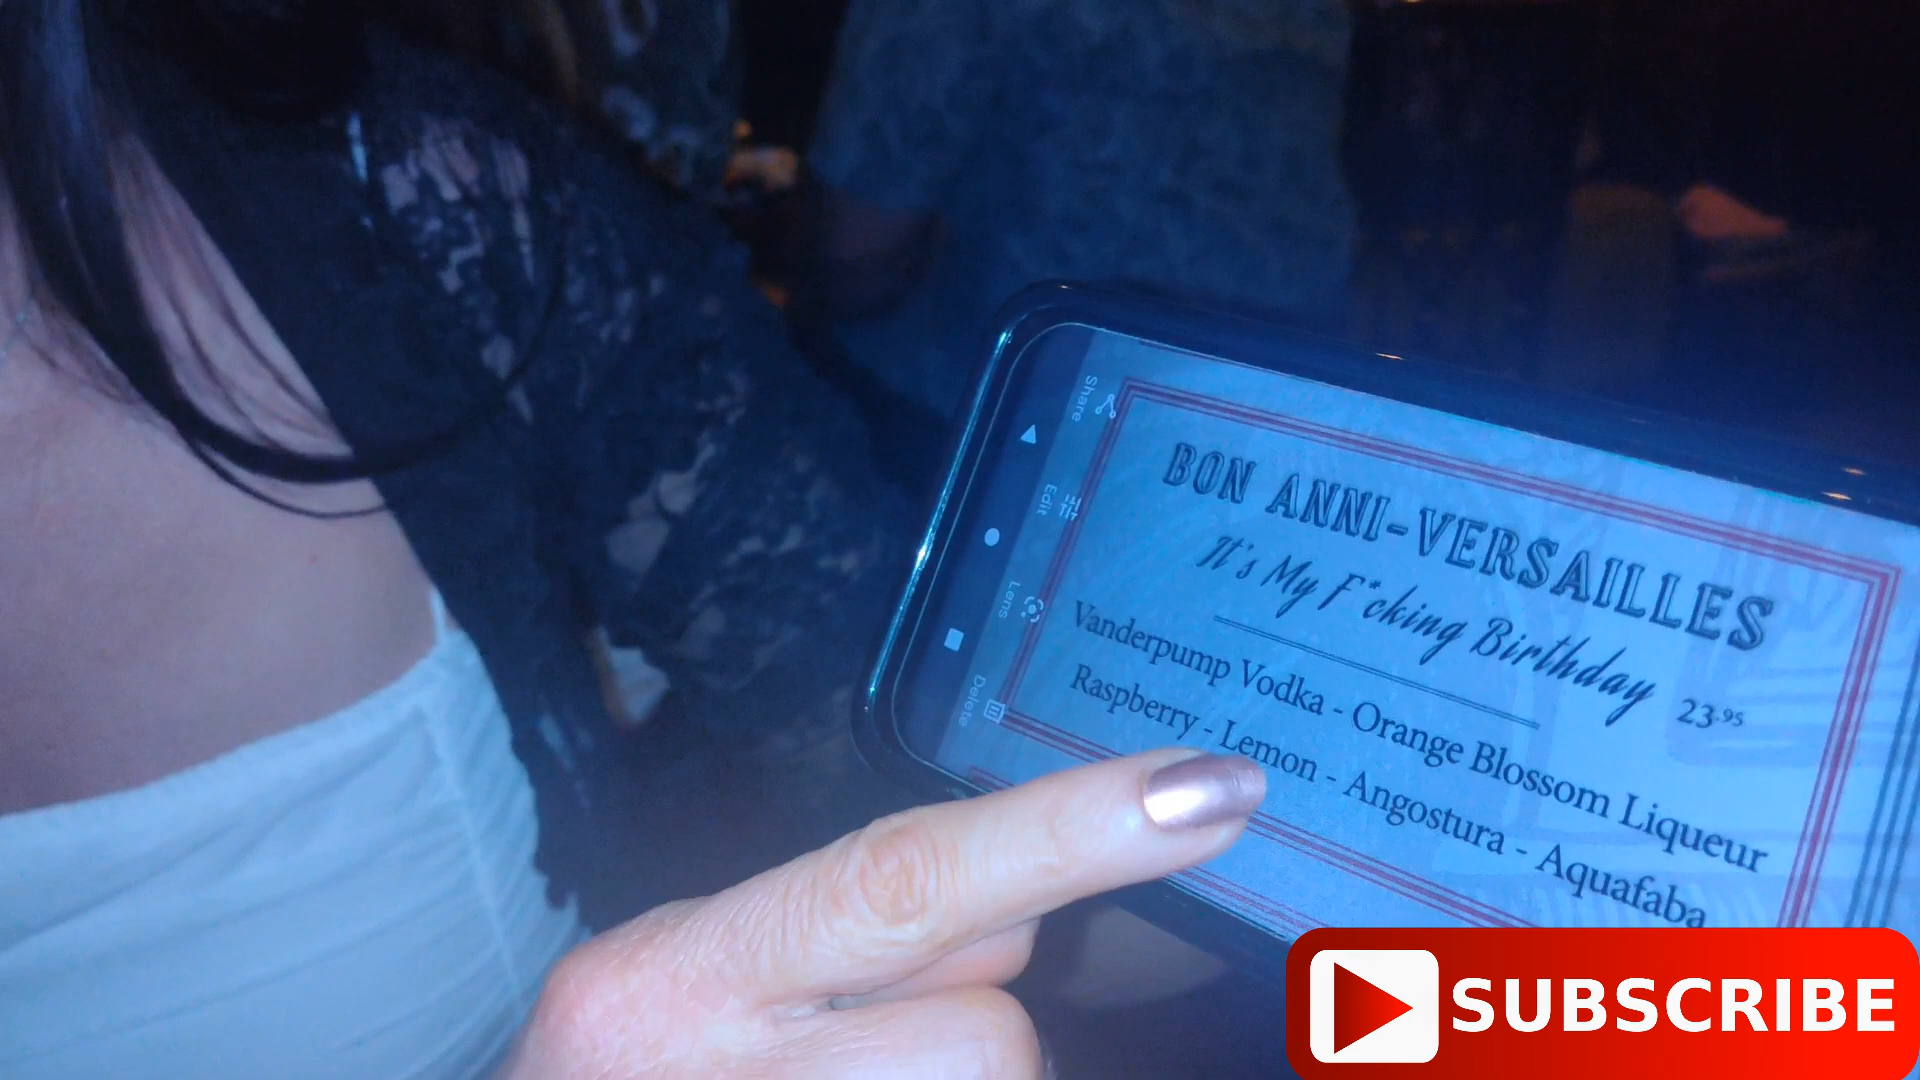 Share
Edit
Lens
Delete
BON ANNI-VERSAILLES
It's My F*cking Birthday 23.95
Vanderpump Vodka - Orange Blossom Liqueur
Raspberry - Lemon - Angostura - Aquafaba
SUBSCRIBE